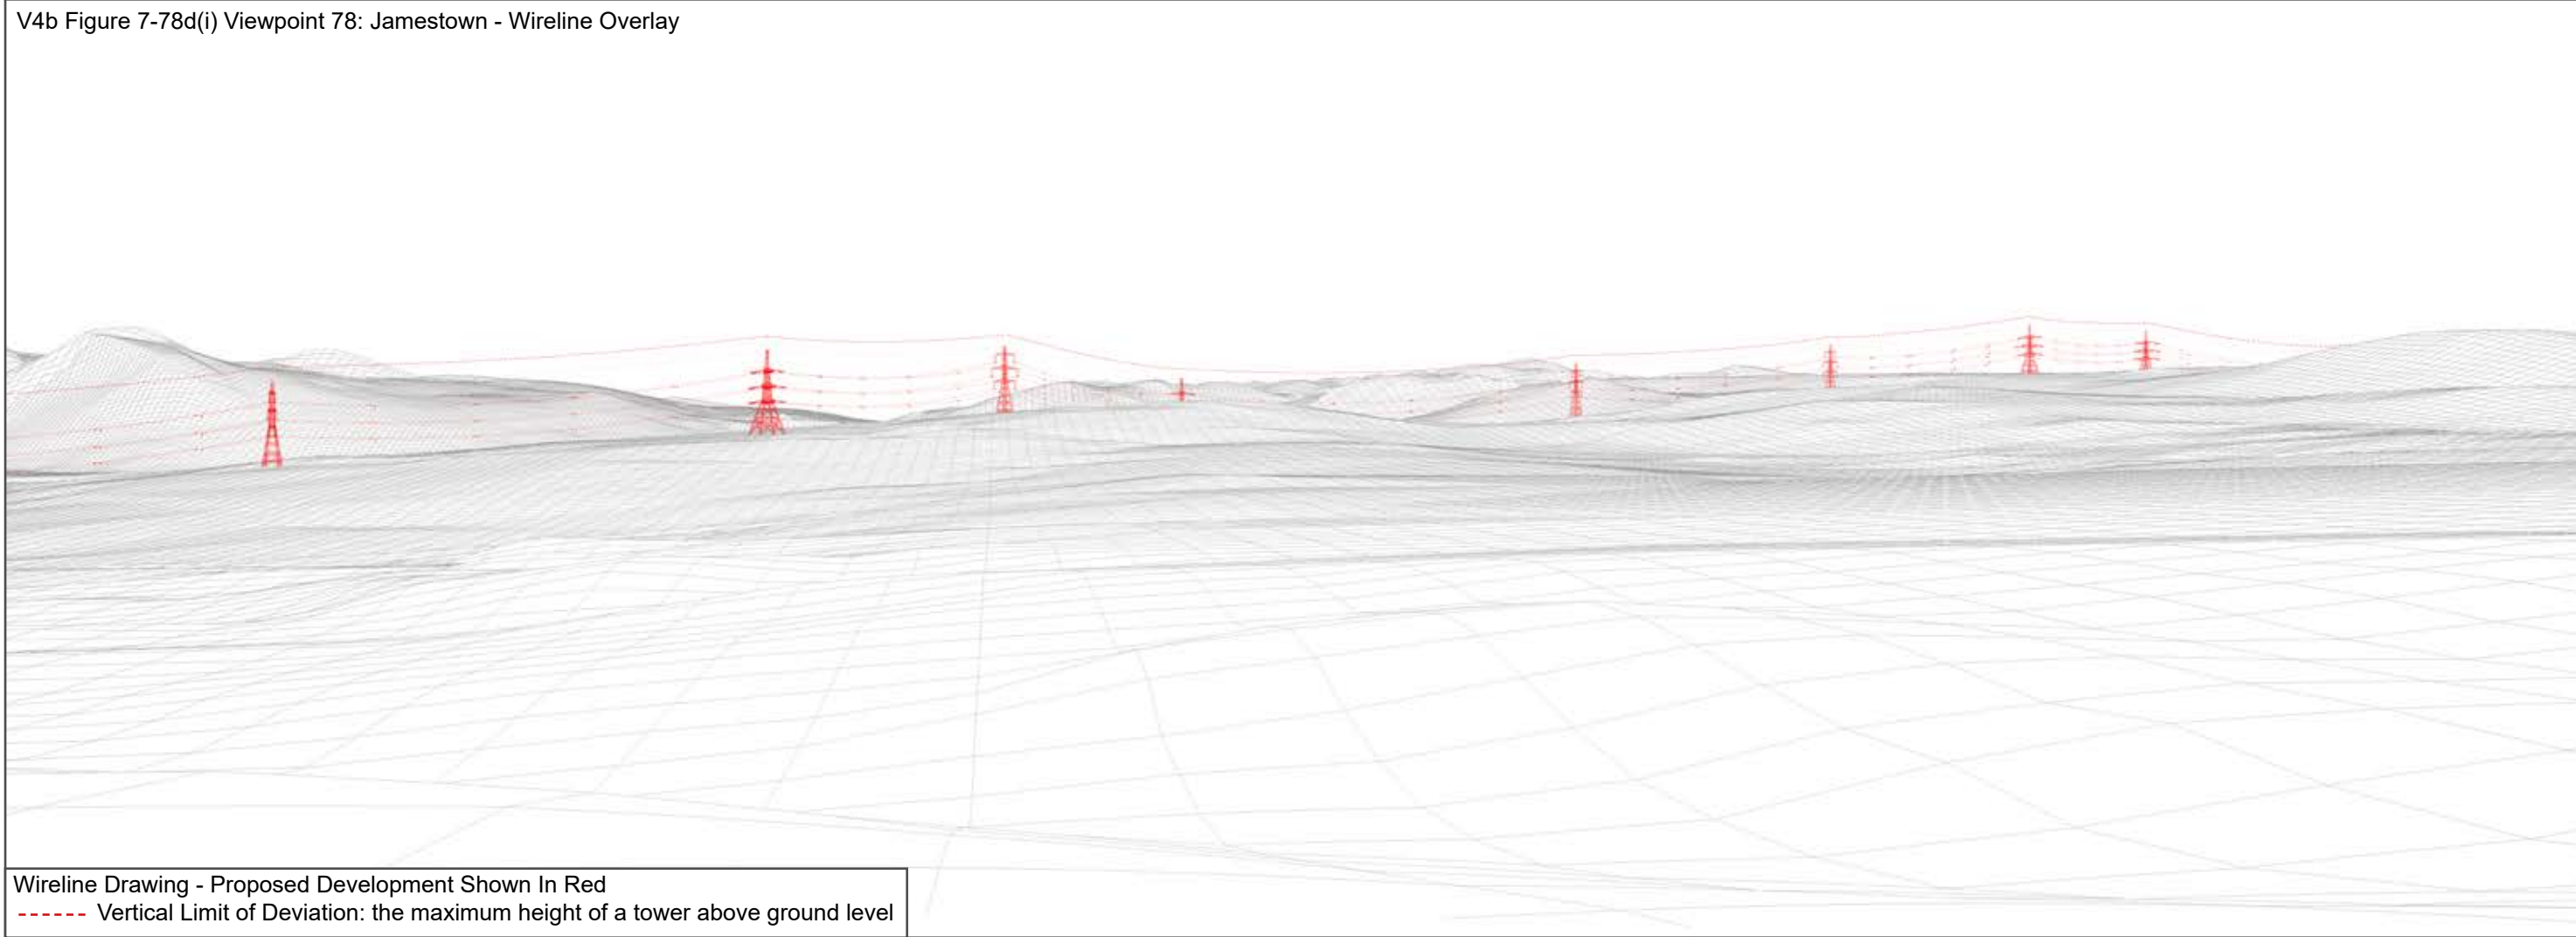 V4b Figure 7-78d(i) Viewpoint 78: Jamestown - Wireline Overlay
Wireline Drawing - Proposed Development Shown In Red
Vertical Limit of Deviation: the maximum height of a tower above ground level